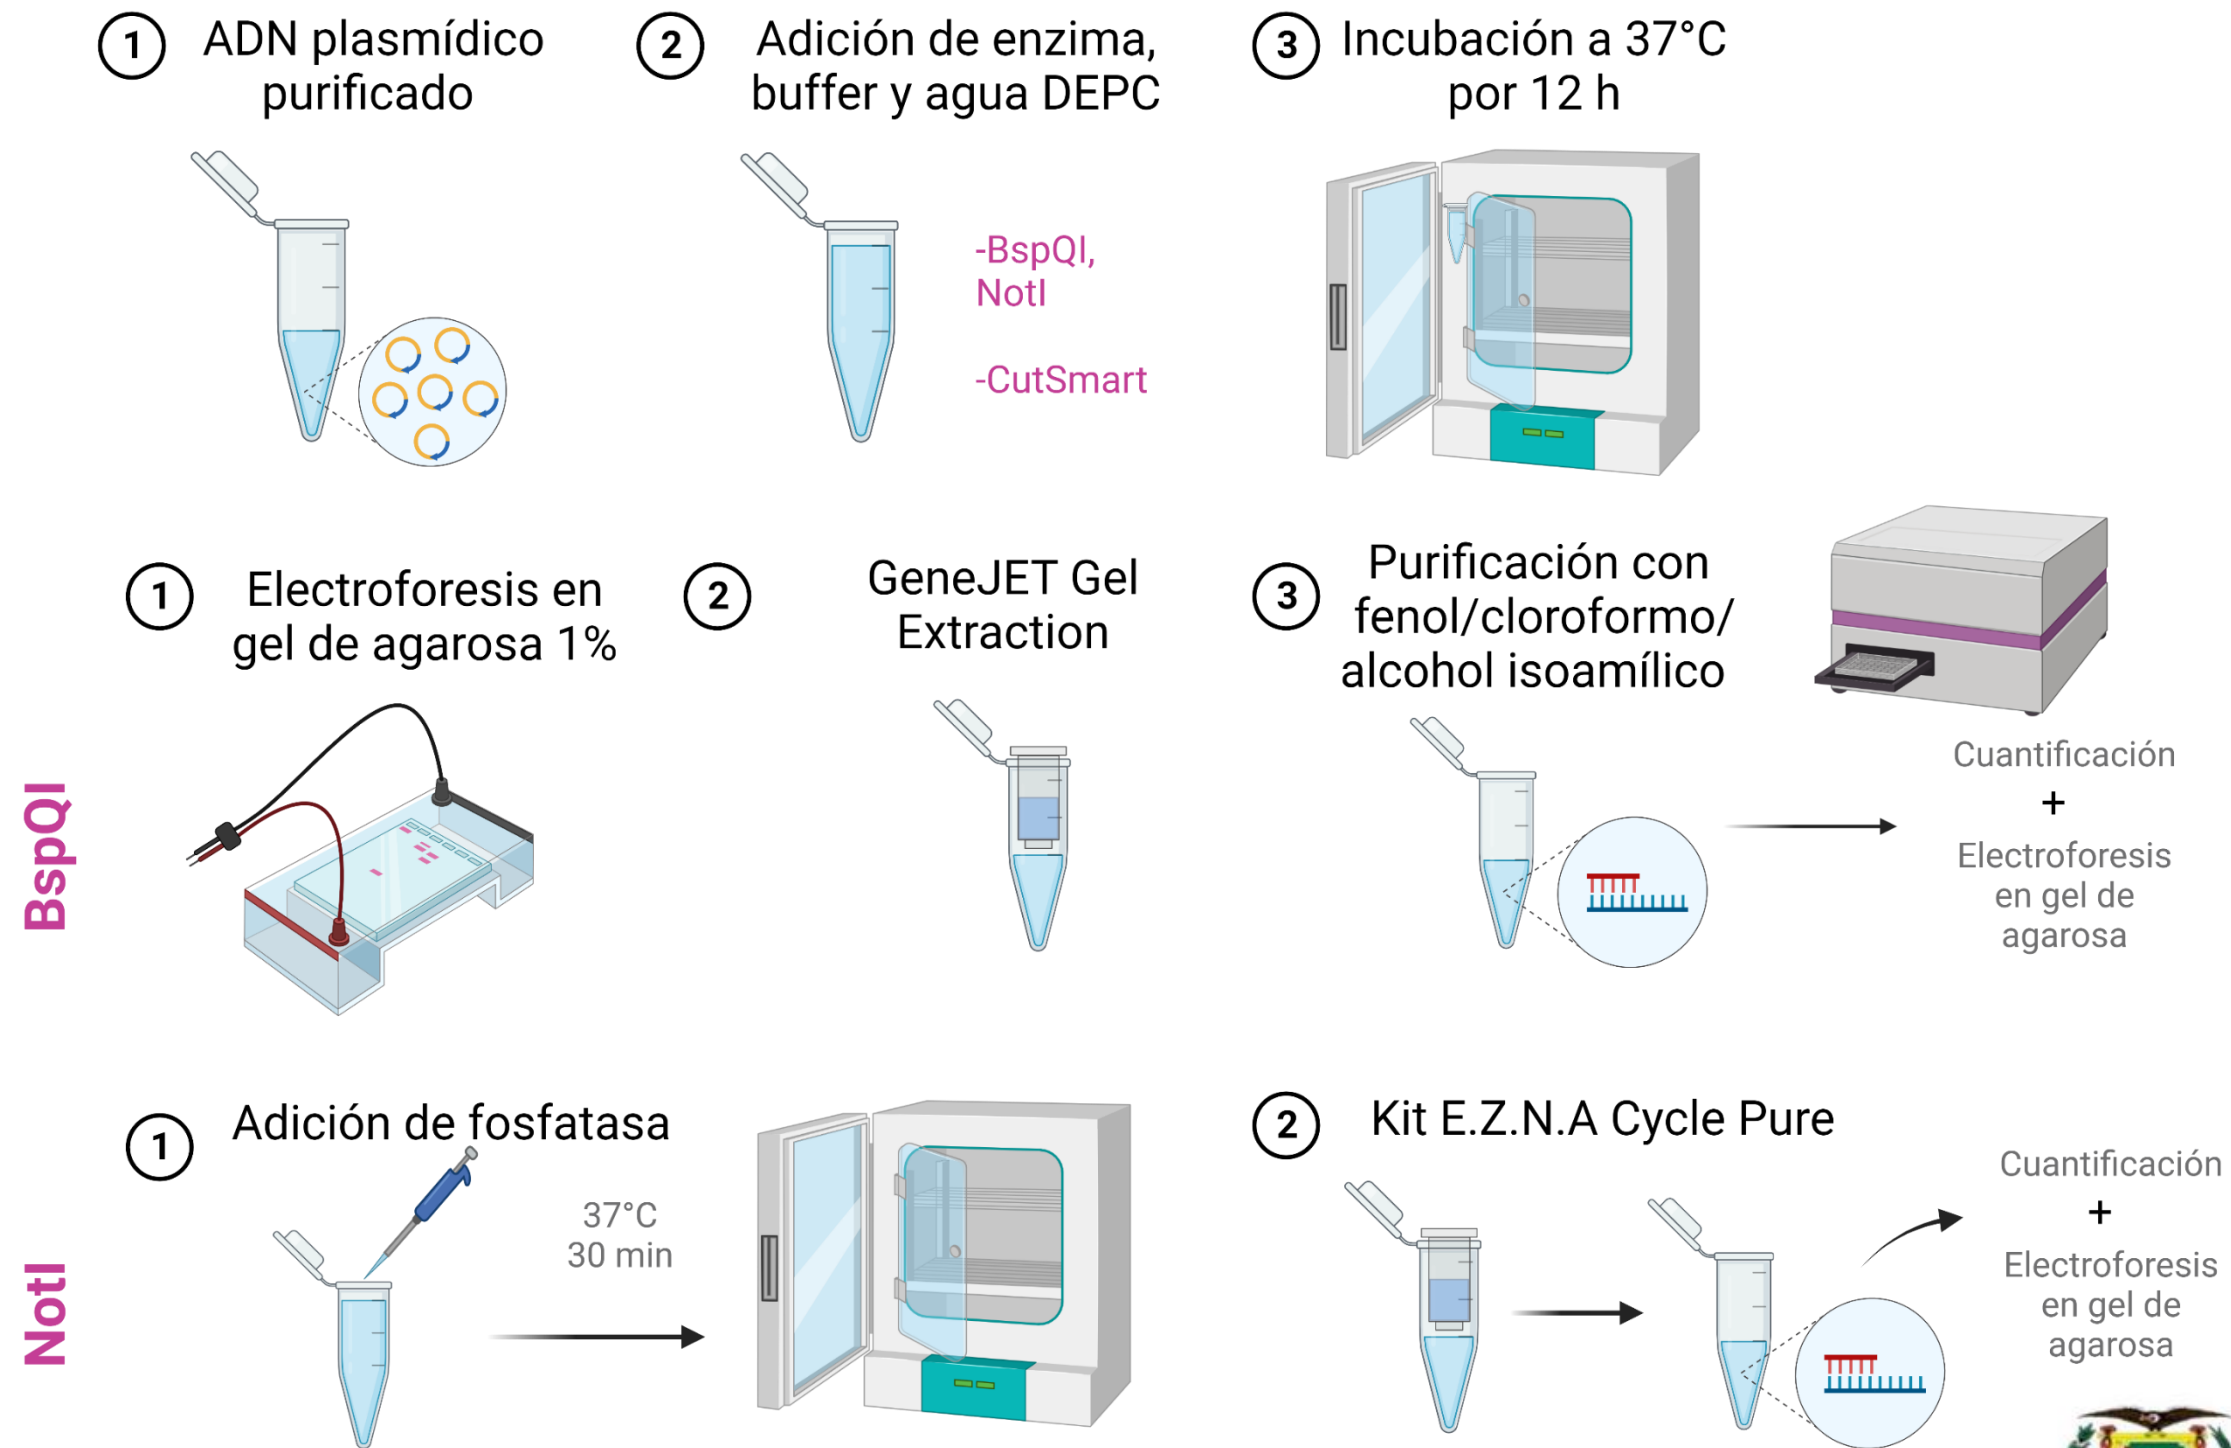 1
ADN plasmídico
purificado
2
Adición de enzima,
buffer y agua DEPC
-BspQI,
NotI
-CutSmart
3
Incubación a 37°C
por 12 h
BspQI
1
Electroforesis en
gel de agarosa 1%
2
GeneJET Gel
Extraction
3
Purificación con
fenol/cloroformo/
alcohol isoamílico
Cuantificación
+
Electroforesis
en gel de
agarosa
NotI
1
Adición de fosfatasa
37°C
30 min
2
Kit E.Z.N.A Cycle Pure
Cuantificación
+
Electroforesis
en gel de
agarosa